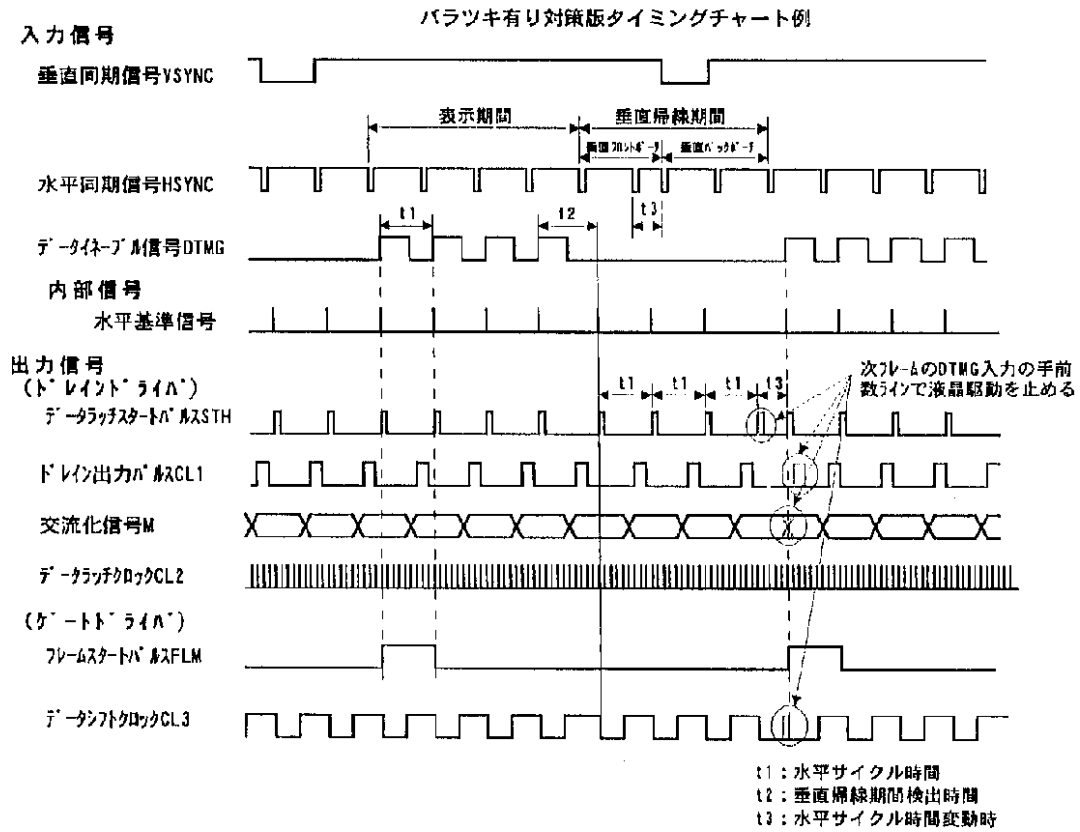 バラツキ有り対策版タイミングチャート例
入力信号
垂直同期信号VSYNC
表示期間
垂直帰線期間
垂直フロントポーチ
垂直バックポーチ
水平同期信号HSYNC
t1
t2
t3
データイネーブル信号DTMG
内部信号
水平基準信号
出力信号
(ドレインドライバ)
t1
t1
t1
t3
次フレームのDTMG入力の手前
数ラインで液晶駆動を止める
データラッチスタートパルスSTH
ドレイン出力パルスCL1
交流化信号M
データラッチクロックCL2
(ゲートドライバ)
フレームスタートパルスFLM
データシフトクロックCL3
t1:水平サイクル時間
t2:垂直帰線期間検出時間
t3:水平サイクル時間変動時